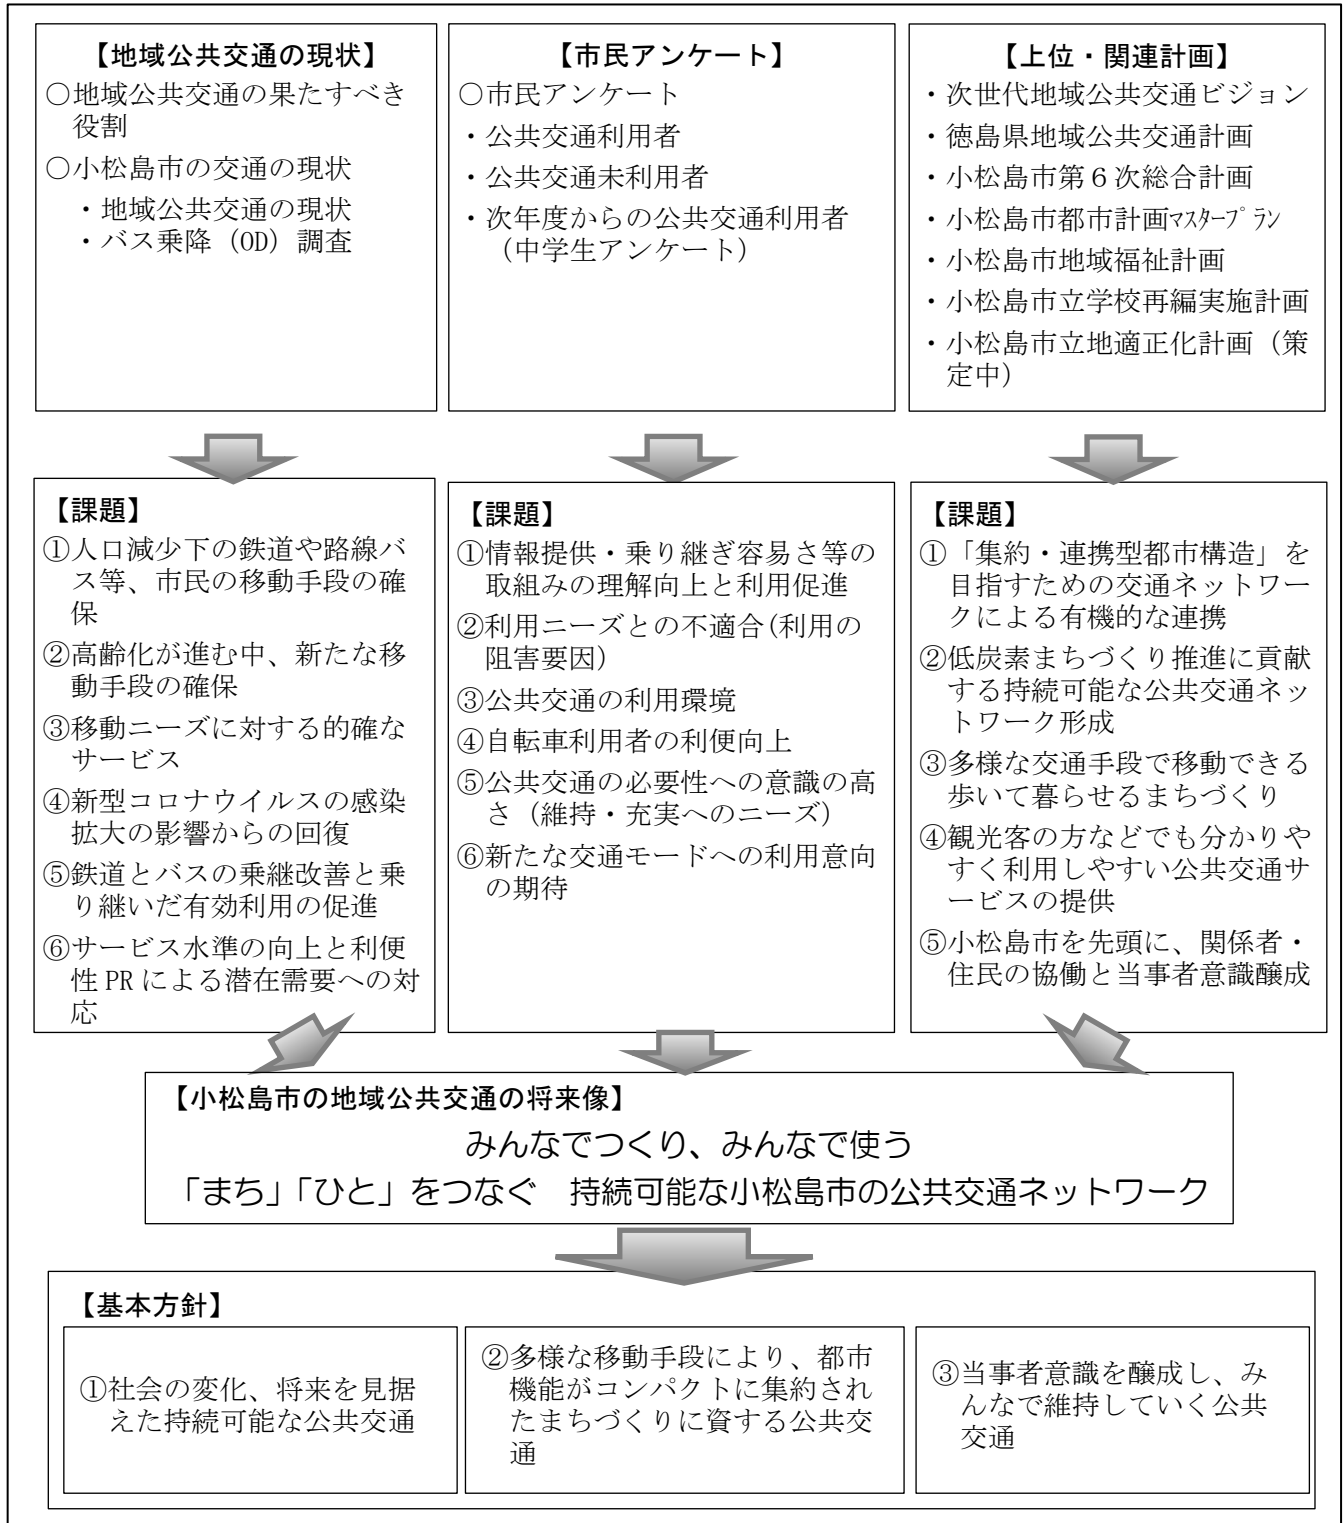 【地域公共交通の現状】
○地域公共交通の果たすべき
役割
○小松島市の交通の現状
・地域公共交通の現状
・バス乗降（OD）調査
【市民アンケート】
○市民アンケート
・公共交通利用者
・公共交通未利用者
・次年度からの公共交通利用者
（中学生アンケート）
【上位・関連計画】
・次世代地域公共交通ビジョン
・徳島県地域公共交通計画
・小松島市第６次総合計画
・小松島市都市計画ﾏｽﾀｰﾌﾟﾗﾝ
・小松島市地域福祉計画
・小松島市立学校再編実施計画
・小松島市立地適正化計画（策
定中）
【課題】
①人口減少下の鉄道や路線バ
ス等、市民の移動手段の確
保
②高齢化が進む中、新たな移
動手段の確保
③移動ニーズに対する的確な
サービス
④新型コロナウイルスの感染
拡大の影響からの回復
⑤鉄道とバスの乗継改善と乗
り継いだ有効利用の促進
⑥サービス水準の向上と利便
性 PR による潜在需要への対
応
【課題】
①情報提供・乗り継ぎ容易さ等の
取組みの理解向上と利用促進
②利用ニーズとの不適合(利用の
阻害要因)
③公共交通の利用環境
④自転車利用者の利便向上
⑤公共交通の必要性への意識の高
さ（維持・充実へのニーズ）
⑥新たな交通モードへの利用意向
の期待
【課題】
①「集約・連携型都市構造」を
目指すための交通ネットワー
クによる有機的な連携
②低炭素まちづくり推進に貢献
する持続可能な公共交通ネッ
トワーク形成
③多様な交通手段で移動できる
歩いて暮らせるまちづくり
④観光客の方などでも分かりや
すく利用しやすい公共交通サ
ービスの提供
⑤小松島市を先頭に、関係者・
住民の協働と当事者意識醸成
【小松島市の地域公共交通の将来像】
みんなでつくり、みんなで使う
「まち」「ひと」をつなぐ　持続可能な小松島市の公共交通ネットワーク
【基本方針】
①社会の変化、将来を見据
えた持続可能な公共交通
②多様な移動手段により、都市
機能がコンパクトに集約され
たまちづくりに資する公共交
通
③当事者意識を醸成し、み
んなで維持していく公共
交通